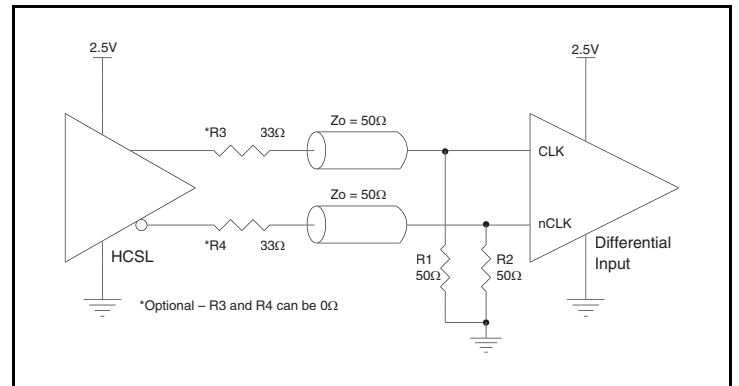 2.5V
2.5V
*R3 33Ω
Zo = 50Ω
CLK
Zo = 50Ω
nCLK
*R4 33Ω
HCSL
R1
50Ω
R2
50Ω
Differential
Input
*Optional – R3 and R4 can be 0Ω